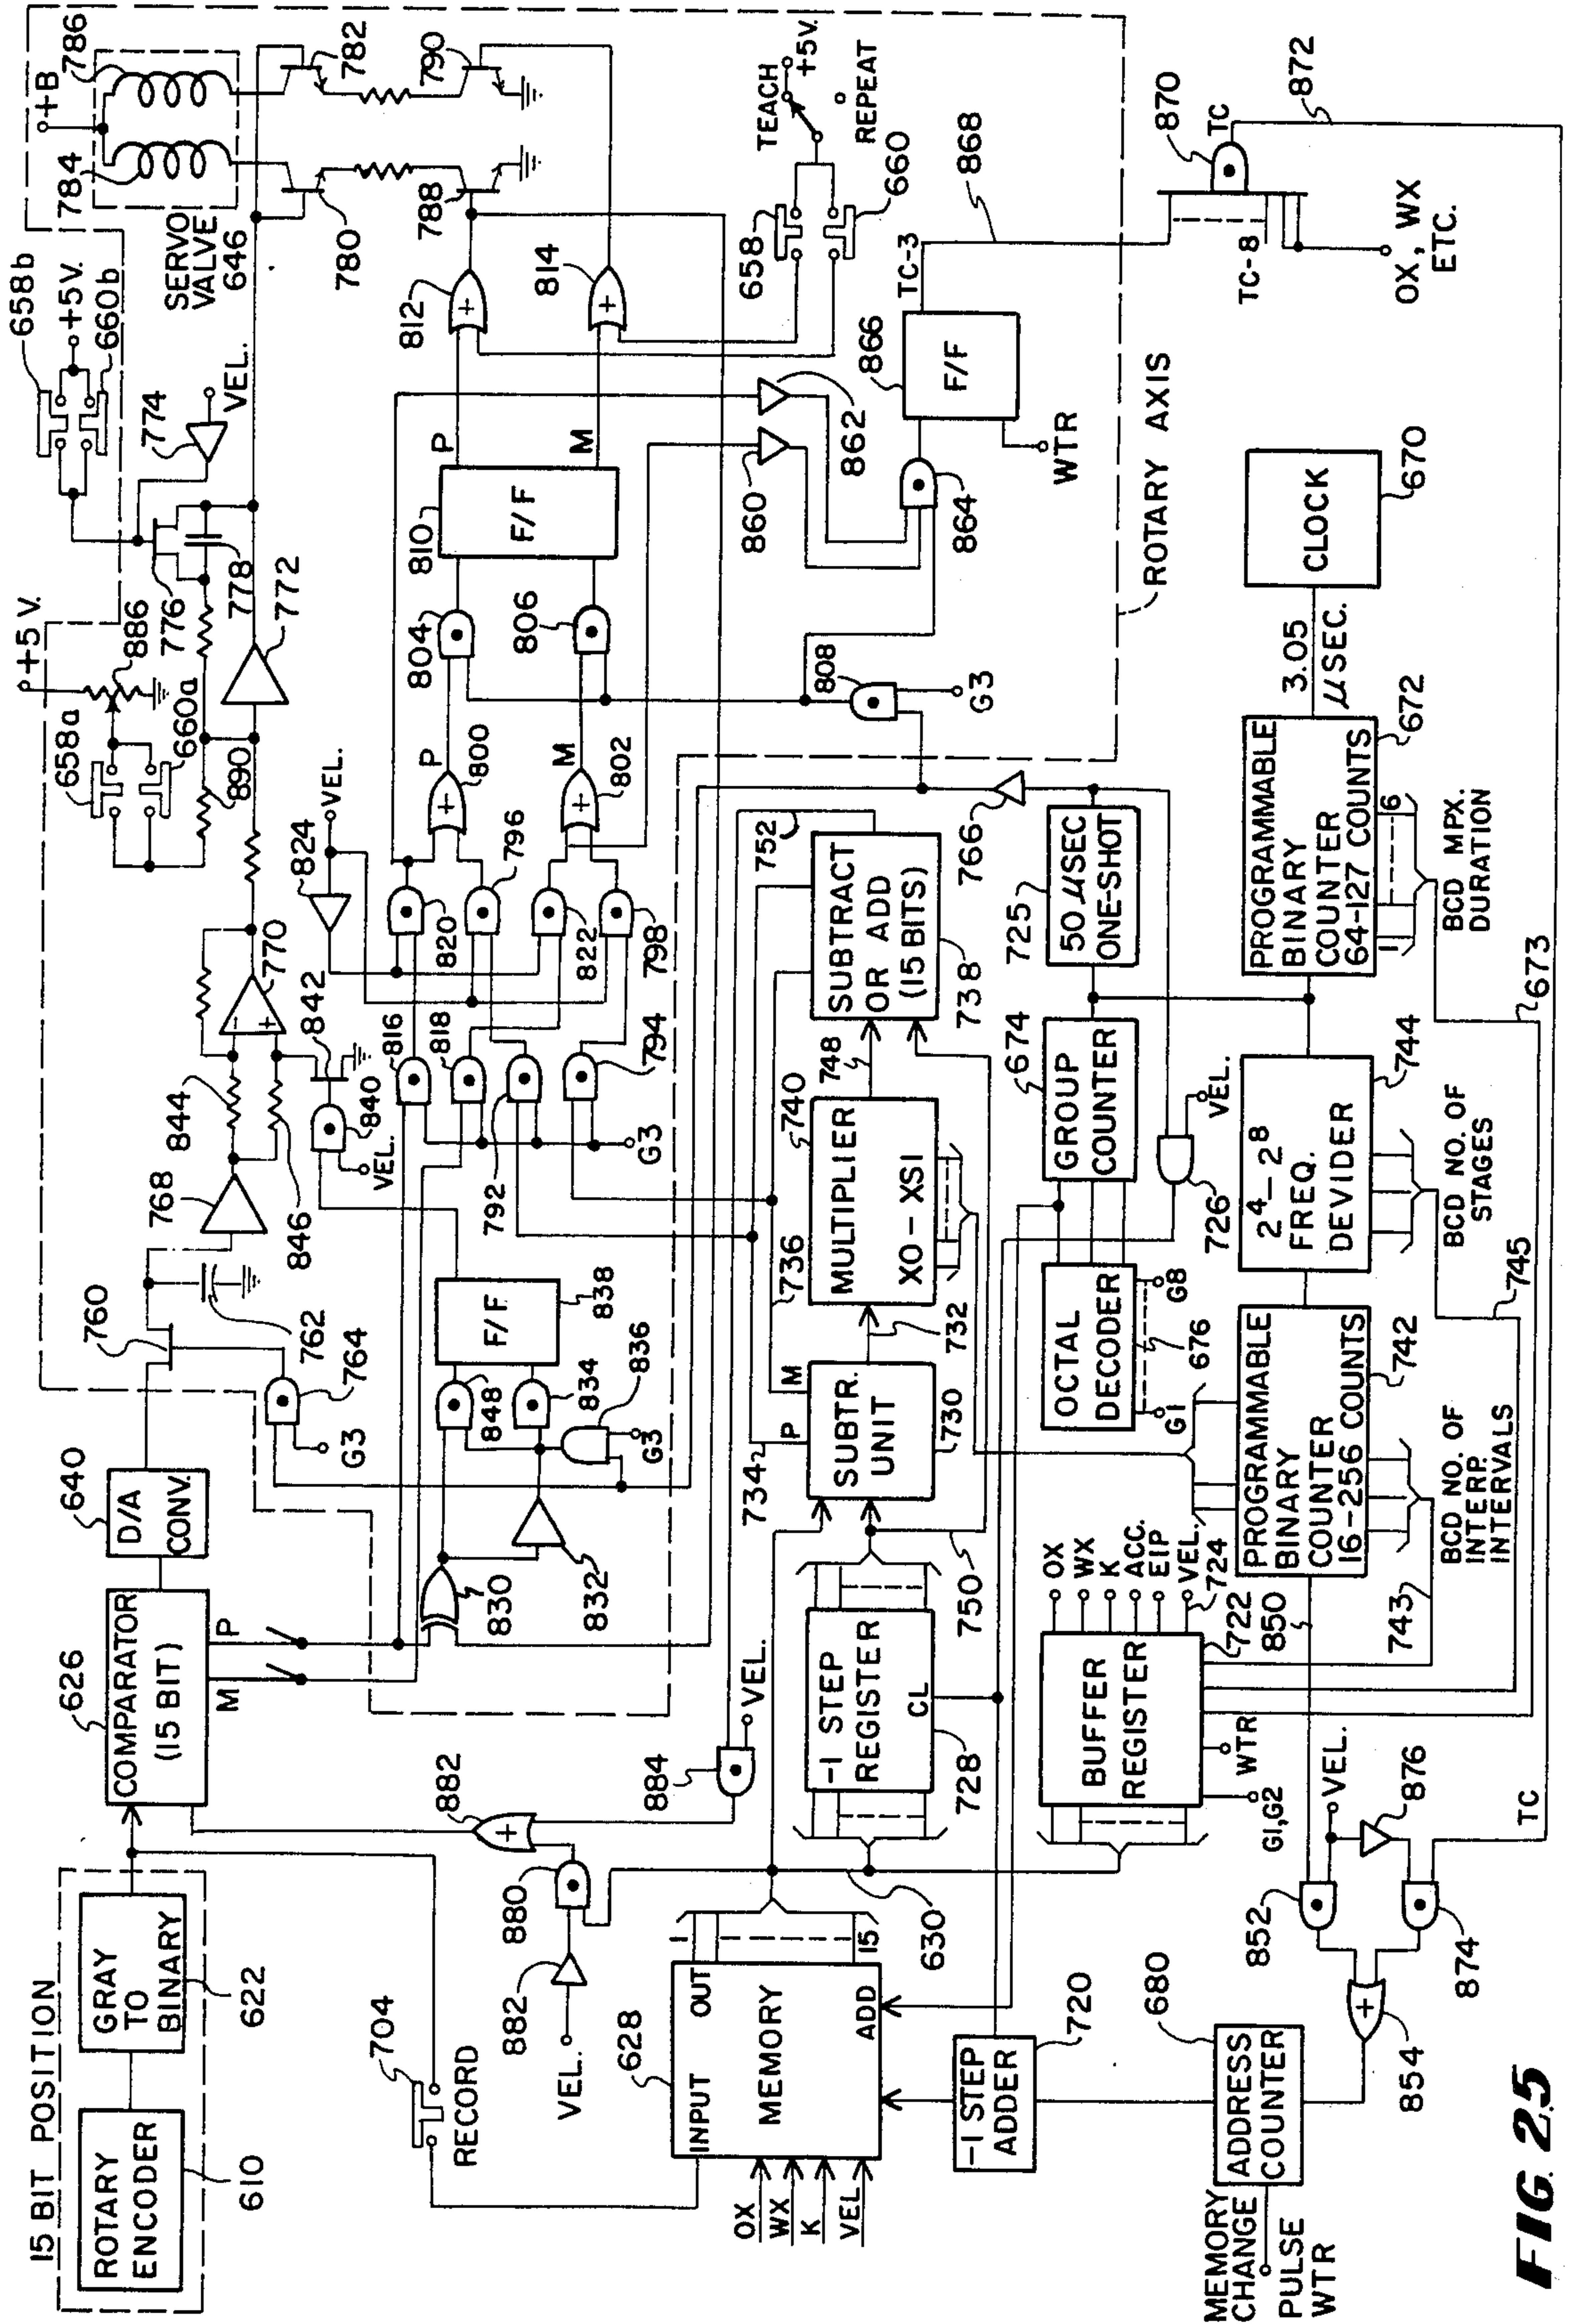 15 BIT POSITION
ROTARY
ENCODER
610
GRAY
TO
BINARY
622
COMPARATOR
(15 BIT)
626
M
P
D/A
CONV.
640
760
762
764
G3
768
844
846
770
842
840
VEL.
658a
660a
+5 V.
886
890
772
776
778
774
VEL.
658b
660b
+5V.
SERVO
VALVE
646
784
786
+B
780
782
788
790
704
RECORD
882
VEL.
880
882
884
VEL.
830
832
848
834
836
G3
F/F
838
816
818
792
794
G3
824
VEL.
820
796
822
798
P
800
M
802
804
806
808
G3
810
F/F
P
M
812
814
TEACH
+5V.
REPEAT
658
660
860
862
864
F/F
866
WTR
TC-3
868
870
TC
TC-8
872
OX, WX
ETC.
ROTARY AXIS
628
INPUT
OUT
MEMORY
ADD
1
15
630
OX
WX
K
VEL
-1 STEP
REGISTER
CL
728
750
734
P
M
SUBTR.
UNIT
730
732
736
MULTIPLIER
XO-XSI
740
748
SUBTRACT
OR ADD
(15 BITS)
738
752
766
725
50 μSEC
ONE-SHOT
674
GROUP
COUNTER
OCTAL
DECODER
G1
G8
676
726
VEL.
-1 STEP
ADDER
720
BUFFER
REGISTER
722
724
OX
WX
K
ACC.
EIP
VEL.
G1,G2
WTR
850
743
PROGRAMMABLE
BINARY
COUNTER
16-256 COUNTS
742
BCD NO. OF
INTERP.
INTERVALS
2⁴-2⁸
FREQ.
DEVIDER
744
BCD NO. OF
STAGES
745
PROGRAMMABLE
BINARY
COUNTER
64-127 COUNTS
672
1
6
BCD MPX.
DURATION
673
3.05
μSEC.
CLOCK
670
MEMORY
CHANGE
PULSE
WTR
ADDRESS
COUNTER
680
854
852
874
876
VEL.
TC
FIG. 25